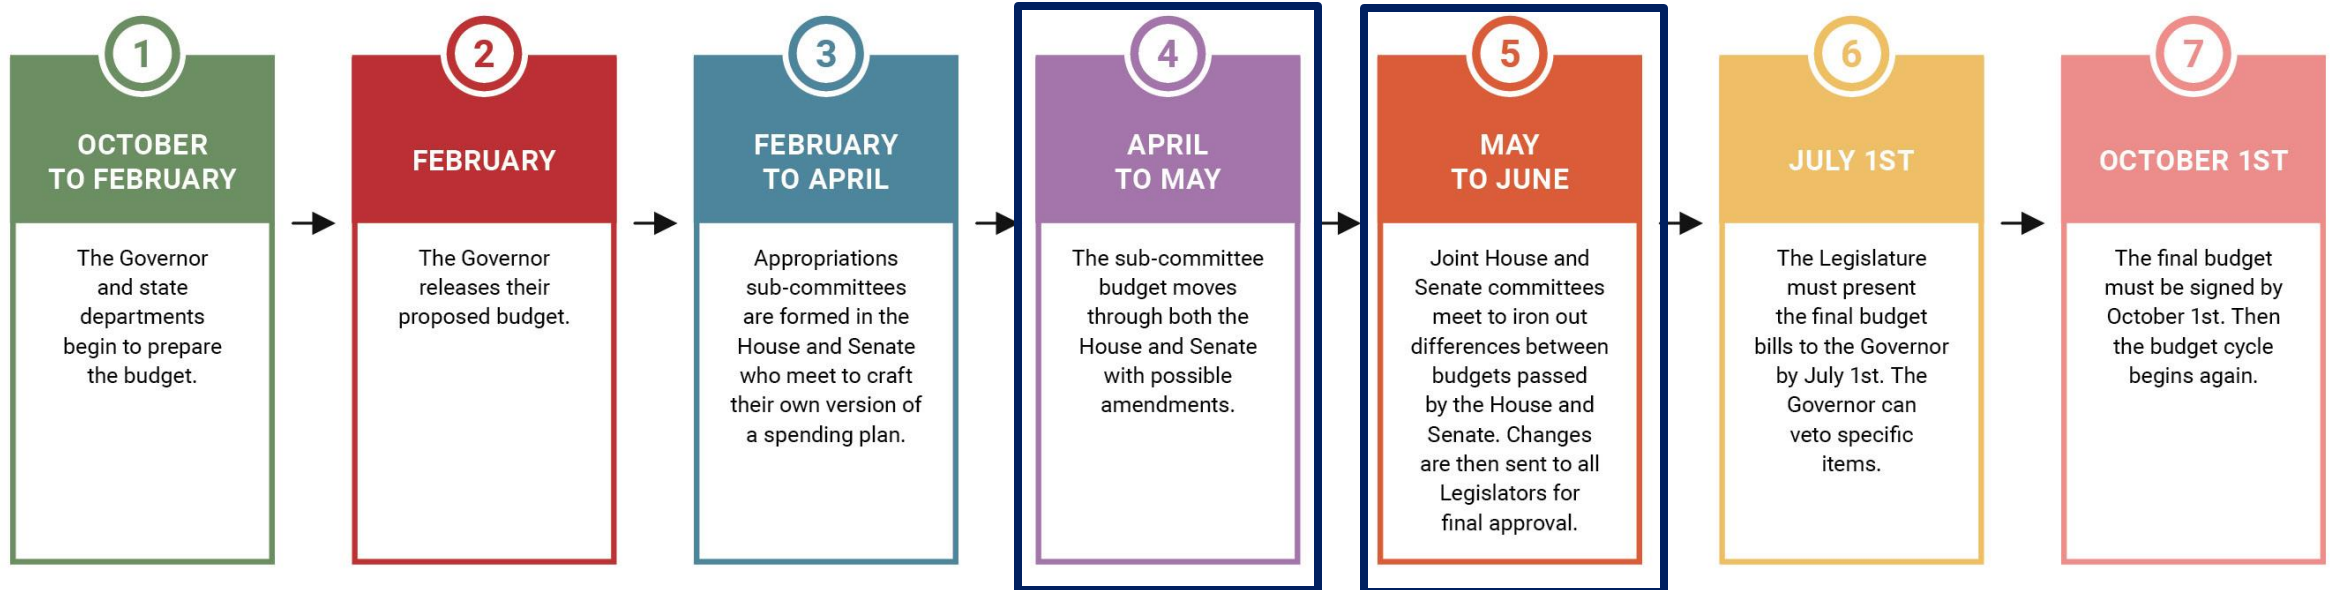 1
OCTOBER
TO FEBRUARY
The Governor
and state
departments
begin to prepare
the budget.
2
FEBRUARY
The Governor
releases their
proposed budget.
3
FEBRUARY
TO APRIL
Appropriations
sub-committees
are formed in the
House and Senate
who meet to craft
their own version of
a spending plan.
4
APRIL
TO MAY
The sub-committee
budget moves
through both the
House and Senate
with possible
amendments.
5
MAY
TO JUNE
Joint House and
Senate committees
meet to iron out
differences between
budgets passed
by the House and
Senate. Changes
are then sent to all
Legislators for
final approval.
6
JULY 1ST
The Legislature
must present
the final budget
bills to the Governor
by July 1st. The
Governor can
veto specific
items.
7
OCTOBER 1ST
The final budget
must be signed by
October 1st. Then
the budget cycle
begins again.